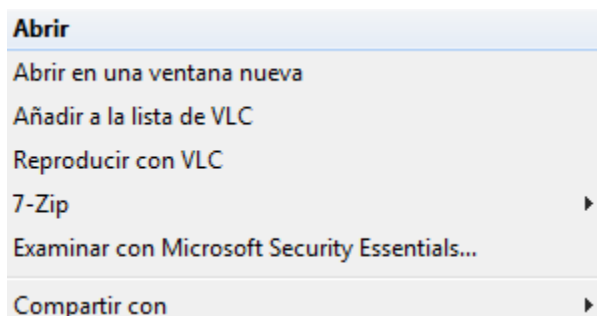 Abrir
Abrir en una ventana nueva
Añadir a la lista de VLC
Reproducir con VLC
7-Zip
Examinar con Microsoft Security Essentials...
Compartir con